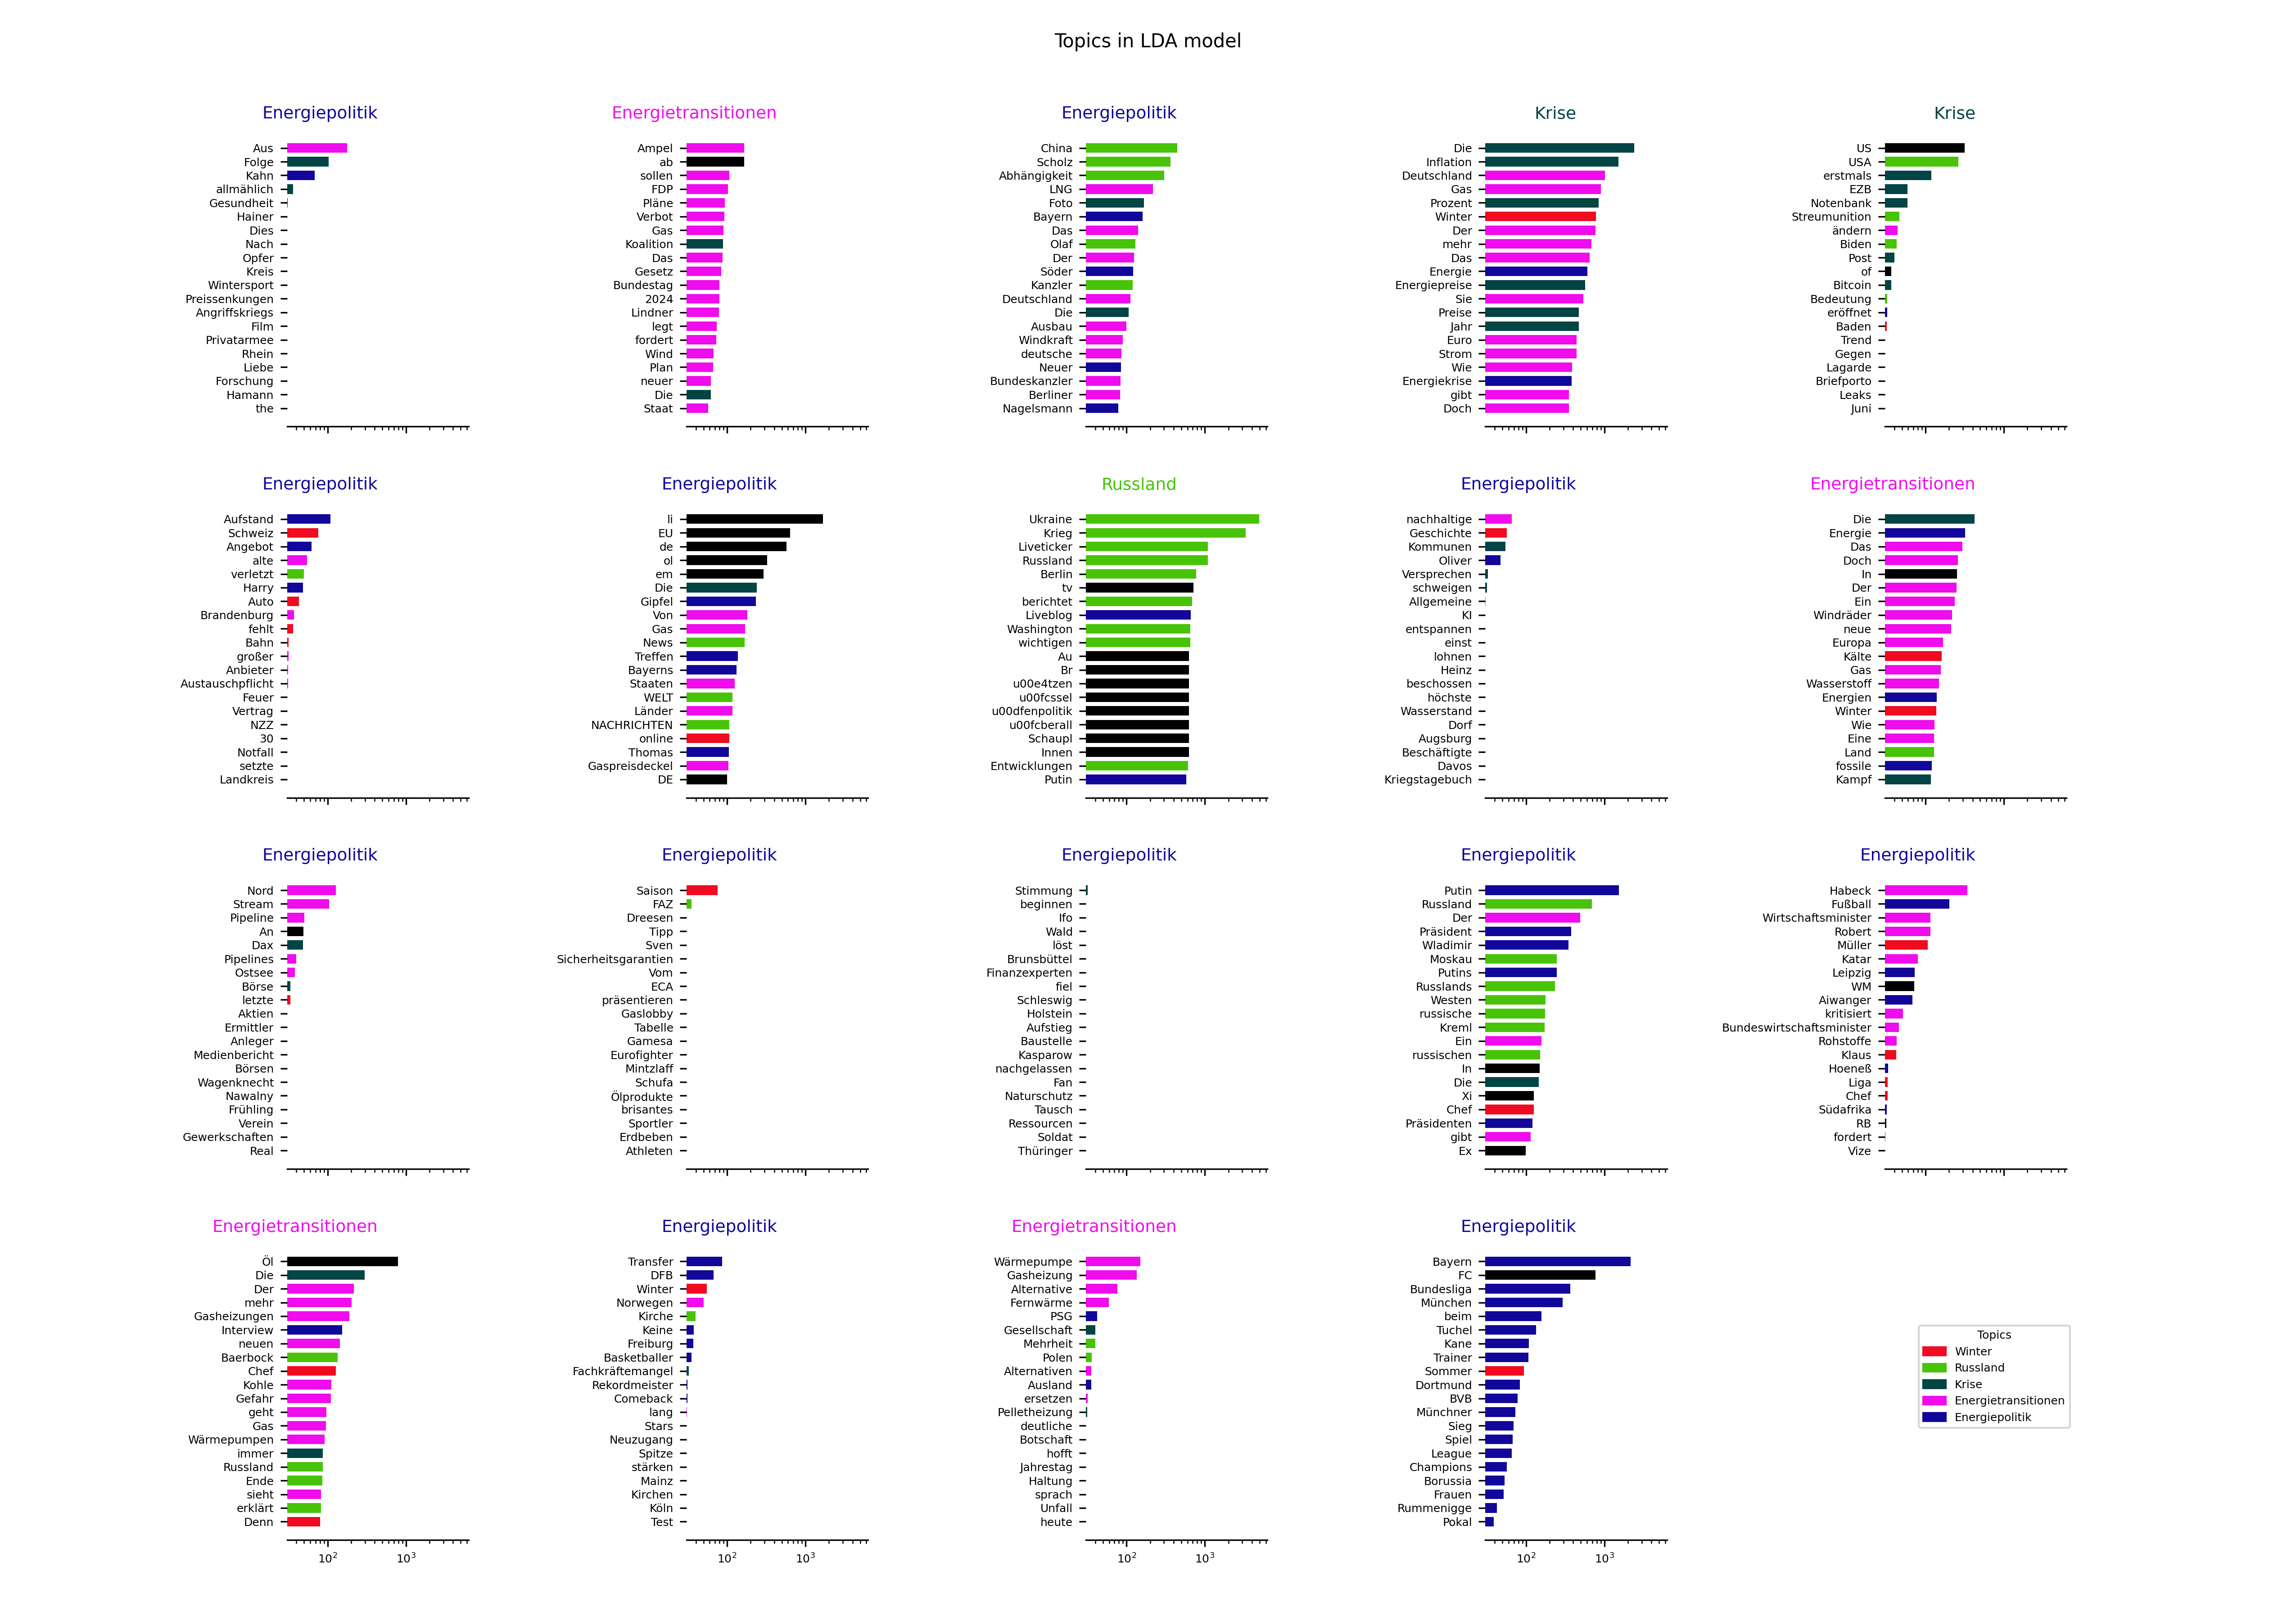 Topics in LDA model
Energiepolitik
Aus
Folge
Kahn
allmählich
Gesundheit
Hainer
Dies
Nach
Opfer
Kreis
Wintersport
Preissenkungen
Angriffskriegs
Film
Privatarmee
Rhein
Liebe
Forschung
Hamann
the
Energietransitionen
Ampel
ab
sollen
FDP
Pläne
Verbot
Gas
Koalition
Das
Gesetz
Bundestag
2024
Lindner
legt
fordert
Wind
Plan
neuer
Die
Staat
Energiepolitik
China
Scholz
Abhängigkeit
LNG
Foto
Bayern
Das
Olaf
Der
Söder
Kanzler
Deutschland
Die
Ausbau
Windkraft
deutsche
Neuer
Bundeskanzler
Berliner
Nagelsmann
Krise
Die
Inflation
Deutschland
Gas
Prozent
Winter
Der
mehr
Das
Energie
Energiepreise
Sie
Preise
Jahr
Euro
Strom
Wie
Energiekrise
gibt
Doch
Krise
US
USA
erstmals
EZB
Notenbank
Streumunition
ändern
Biden
Post
of
Bitcoin
Bedeutung
eröffnet
Baden
Trend
Gegen
Lagarde
Briefporto
Leaks
Juni
Energiepolitik
Aufstand
Schweiz
Angebot
alte
verletzt
Harry
Auto
Brandenburg
fehlt
Bahn
großer
Anbieter
Austauschpflicht
Feuer
Vertrag
NZZ
30
Notfall
setzte
Landkreis
Energiepolitik
li
EU
de
ol
em
Die
Gipfel
Von
Gas
News
Treffen
Bayerns
Staaten
WELT
Länder
NACHRICHTEN
online
Thomas
Gaspreisdeckel
DE
Russland
Ukraine
Krieg
Liveticker
Russland
Berlin
tv
berichtet
Liveblog
Washington
wichtigen
Au
Br
u00e4tzen
u00fcssel
u00dfenpolitik
u00fcberall
Schaupl
Innen
Entwicklungen
Putin
Energiepolitik
nachhaltige
Geschichte
Kommunen
Oliver
Versprechen
schweigen
Allgemeine
KI
entspannen
einst
lohnen
Heinz
beschossen
höchste
Wasserstand
Dorf
Augsburg
Beschäftigte
Davos
Kriegstagebuch
Energietransitionen
Die
Energie
Das
Doch
In
Der
Ein
Windräder
neue
Europa
Kälte
Gas
Wasserstoff
Energien
Winter
Wie
Eine
Land
fossile
Kampf
Energiepolitik
Nord
Stream
Pipeline
An
Dax
Pipelines
Ostsee
Börse
letzte
Aktien
Ermittler
Anleger
Medienbericht
Börsen
Wagenknecht
Nawalny
Frühling
Verein
Gewerkschaften
Real
Energiepolitik
Saison
FAZ
Dreesen
Tipp
Sven
Sicherheitsgarantien
Vom
ECA
präsentieren
Gaslobby
Tabelle
Gamesa
Eurofighter
Mintzlaff
Schufa
Ölprodukte
brisantes
Sportler
Erdbeben
Athleten
Energiepolitik
Stimmung
beginnen
Ifo
Wald
löst
Brunsbüttel
Finanzexperten
fiel
Schleswig
Holstein
Aufstieg
Baustelle
Kasparow
nachgelassen
Fan
Naturschutz
Tausch
Ressourcen
Soldat
Thüringer
Energiepolitik
Putin
Russland
Der
Präsident
Wladimir
Moskau
Putins
Russlands
Westen
russische
Kreml
Ein
russischen
In
Die
Xi
Chef
Präsidenten
gibt
Ex
Energiepolitik
Habeck
Fußball
Wirtschaftsminister
Robert
Müller
Katar
Leipzig
WM
Aiwanger
kritisiert
Bundeswirtschaftsminister
Rohstoffe
Klaus
Hoeneß
Liga
Chef
Südafrika
RB
fordert
Vize
Energietransitionen
Öl
Die
Der
mehr
Gasheizungen
Interview
neuen
Baerbock
Chef
Kohle
Gefahr
geht
Gas
Wärmepumpen
immer
Russland
Ende
sieht
erklärt
Denn
10² 10³
Energiepolitik
Transfer
DFB
Winter
Norwegen
Kirche
Keine
Freiburg
Basketballer
Fachkräftemangel
Rekordmeister
Comeback
lang
Stars
Neuzugang
Spitze
stärken
Mainz
Kirchen
Köln
Test
10² 10³
Energietransitionen
Wärmepumpe
Gasheizung
Alternative
Fernwärme
PSG
Gesellschaft
Mehrheit
Polen
Alternativen
Ausland
ersetzen
Pelletheizung
deutliche
Botschaft
hofft
Jahrestag
Haltung
sprach
Unfall
heute
10² 10³
Energiepolitik
Bayern
FC
Bundesliga
München
beim
Tuchel
Kane
Trainer
Sommer
Dortmund
BVB
Münchner
Sieg
Spiel
League
Champions
Borussia
Frauen
Rummenigge
Pokal
10² 10³
Topics
Winter
Russland
Krise
Energietransitionen
Energiepolitik